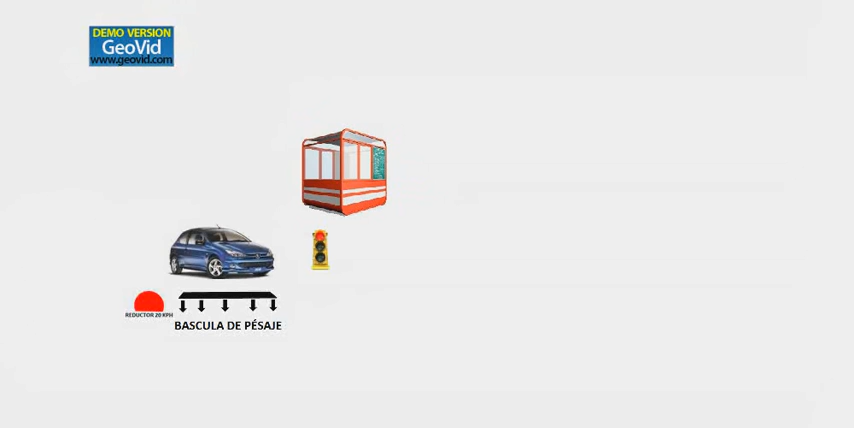 DEMO VERSION
GeoVid
www.geovid.com
REDUCTOR 20 KPH
BASCULA DE PÉSAJE